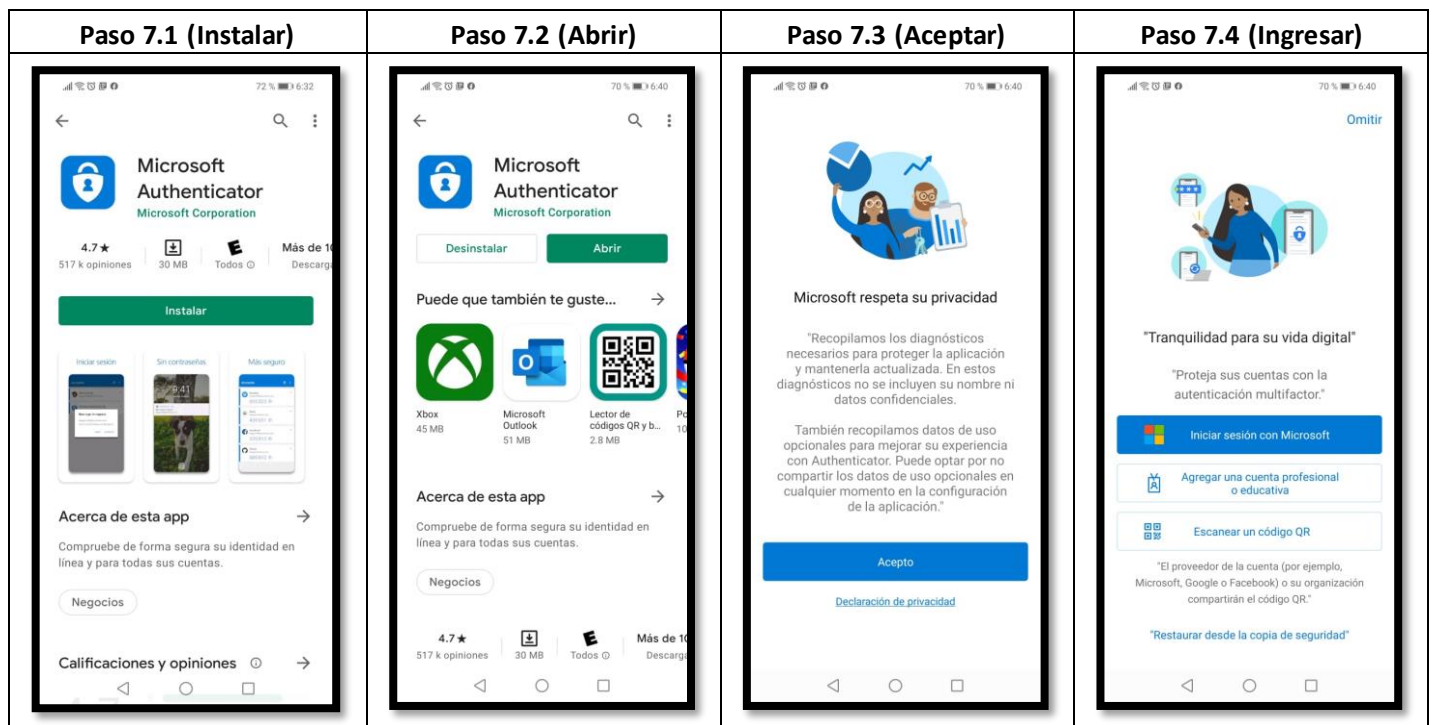 Paso 7.1 (Instalar)
Paso 7.2 (Abrir)
Paso 7.3 (Aceptar)
Paso 7.4 (Ingresar)
72 % 6:32
Microsoft
Authenticator
Microsoft Corporation
4.7★
517 k opiniones
30 MB
E
Todos
Más de 10
Descarga
Instalar
Iniciar sesión
Sin contraseñas
Más seguro
9:41
Acerca de esta app
Compruebe de forma segura su identidad en
línea y para todas sus cuentas.
Negocios
Calificaciones y opiniones
70 % 6:40
Microsoft
Authenticator
Microsoft Corporation
Desinstalar
Abrir
Puede que también te guste...
Xbox
45 MB
Microsoft
Outlook
51 MB
Lector de
códigos QR y b...
2.8 MB
Acerca de esta app
Compruebe de forma segura su identidad en
línea y para todas sus cuentas.
Negocios
4.7★
517 k opiniones
30 MB
E
Todos
Más de 10
Descarga
70 % 6:40
Microsoft respeta su privacidad
"Recopilamos los diagnósticos
necesarios para proteger la aplicación
y mantenerla actualizada. En estos
diagnósticos no se incluyen su nombre ni
datos confidenciales.
También recopilamos datos de uso
opcionales para mejorar su experiencia
con Authenticator. Puede optar por no
compartir los datos de uso opcionales en
cualquier momento en la configuración
de la aplicación."
Acepto
Declaración de privacidad
70 % 6:40
Omitir
"Tranquilidad para su vida digital"
"Proteja sus cuentas con la
autenticación multifactor."
Iniciar sesión con Microsoft
Agregar una cuenta profesional
o educativa
Escanear un código QR
"El proveedor de la cuenta (por ejemplo,
Microsoft, Google o Facebook) o su organización
compartirán el código QR."
"Restaurar desde la copia de seguridad"